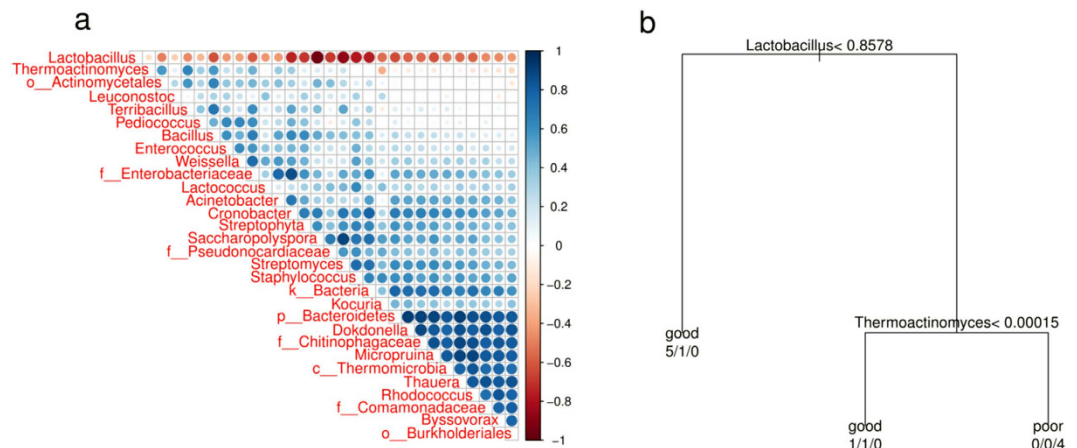 a
Lactobacillus
Thermoactinomyces
o__Actinomycetales
Leuconostoc
Terribacillus
Pediococcus
Bacillus
Enterococcus
Weissella
f__Enterobacteriaceae
Lactococcus
Acinetobacter
Cronobacter
Streptophyta
Saccharopolyspora
f__Pseudonocardiaceae
Streptomyces
Staphylococcus
k__Bacteria
Kocuria
p__Bacteroidetes
Dokdonella
f__Chitinophagaceae
Micropruina
c__Thermomicrobia
Thauera
Rhodococcus
f__Comamonadaceae
Byssovorax
o__Burkholderiales
1
0.8
0.6
0.4
0.2
0
−0.2
−0.4
−0.6
−0.8
−1
b
Lactobacillus< 0.8578
Thermoactinomyces< 0.00015
good
5/1/0
good
1/1/0
poor
0/0/4